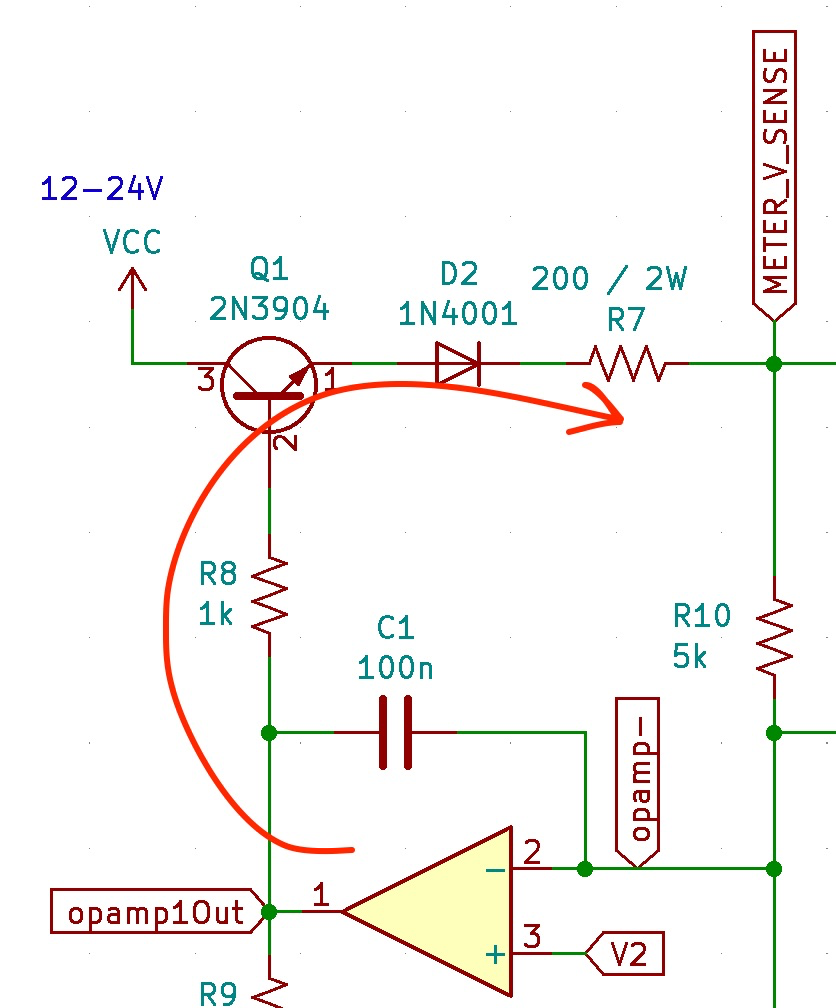 METER_V_SENSE
12-24V
VCC
Q1
2N3904
D2
1N4001
200 / 2W
R7
3
1
2
R8
1k
C1
100n
R10
5k
opamp-
2
-
1
opamp1Out
3
+
V2
R9